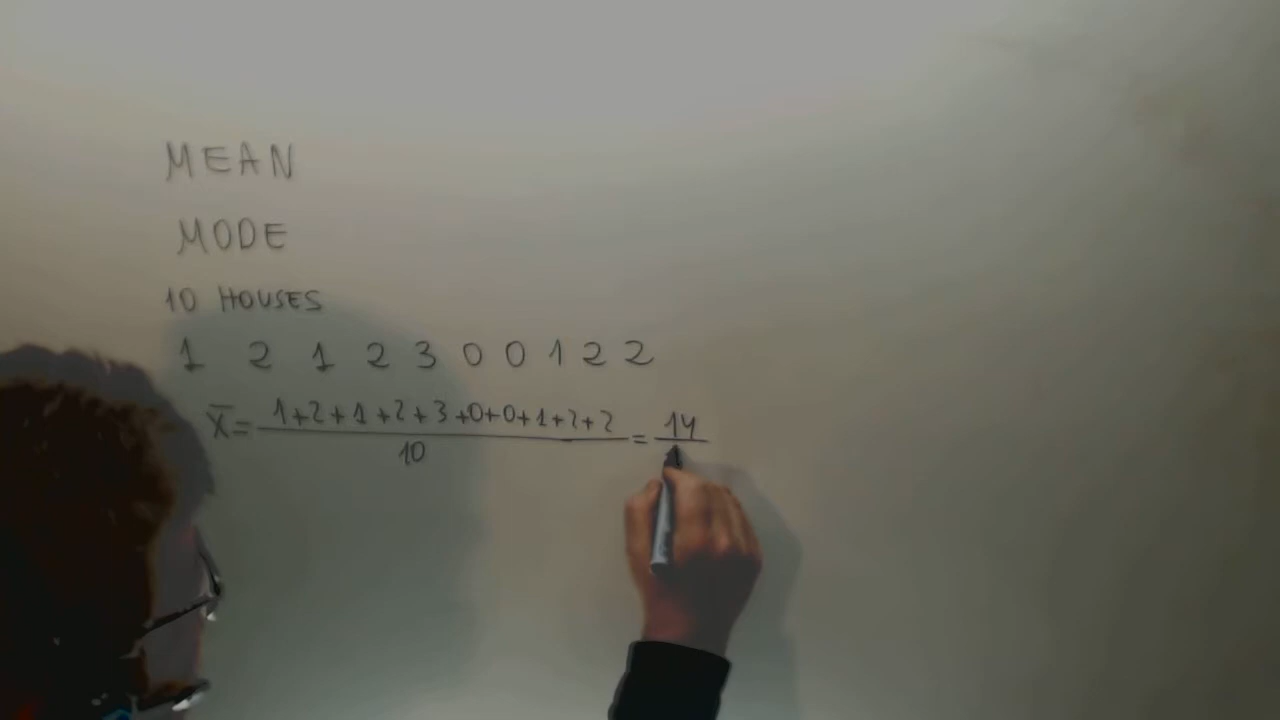 MEAN
MODE
10 HOUSES
1 2 1 2 3 0 0 1 2 2
x̄ = 1+2+1+2+3+0+0+1+2+2 / 10 = 14